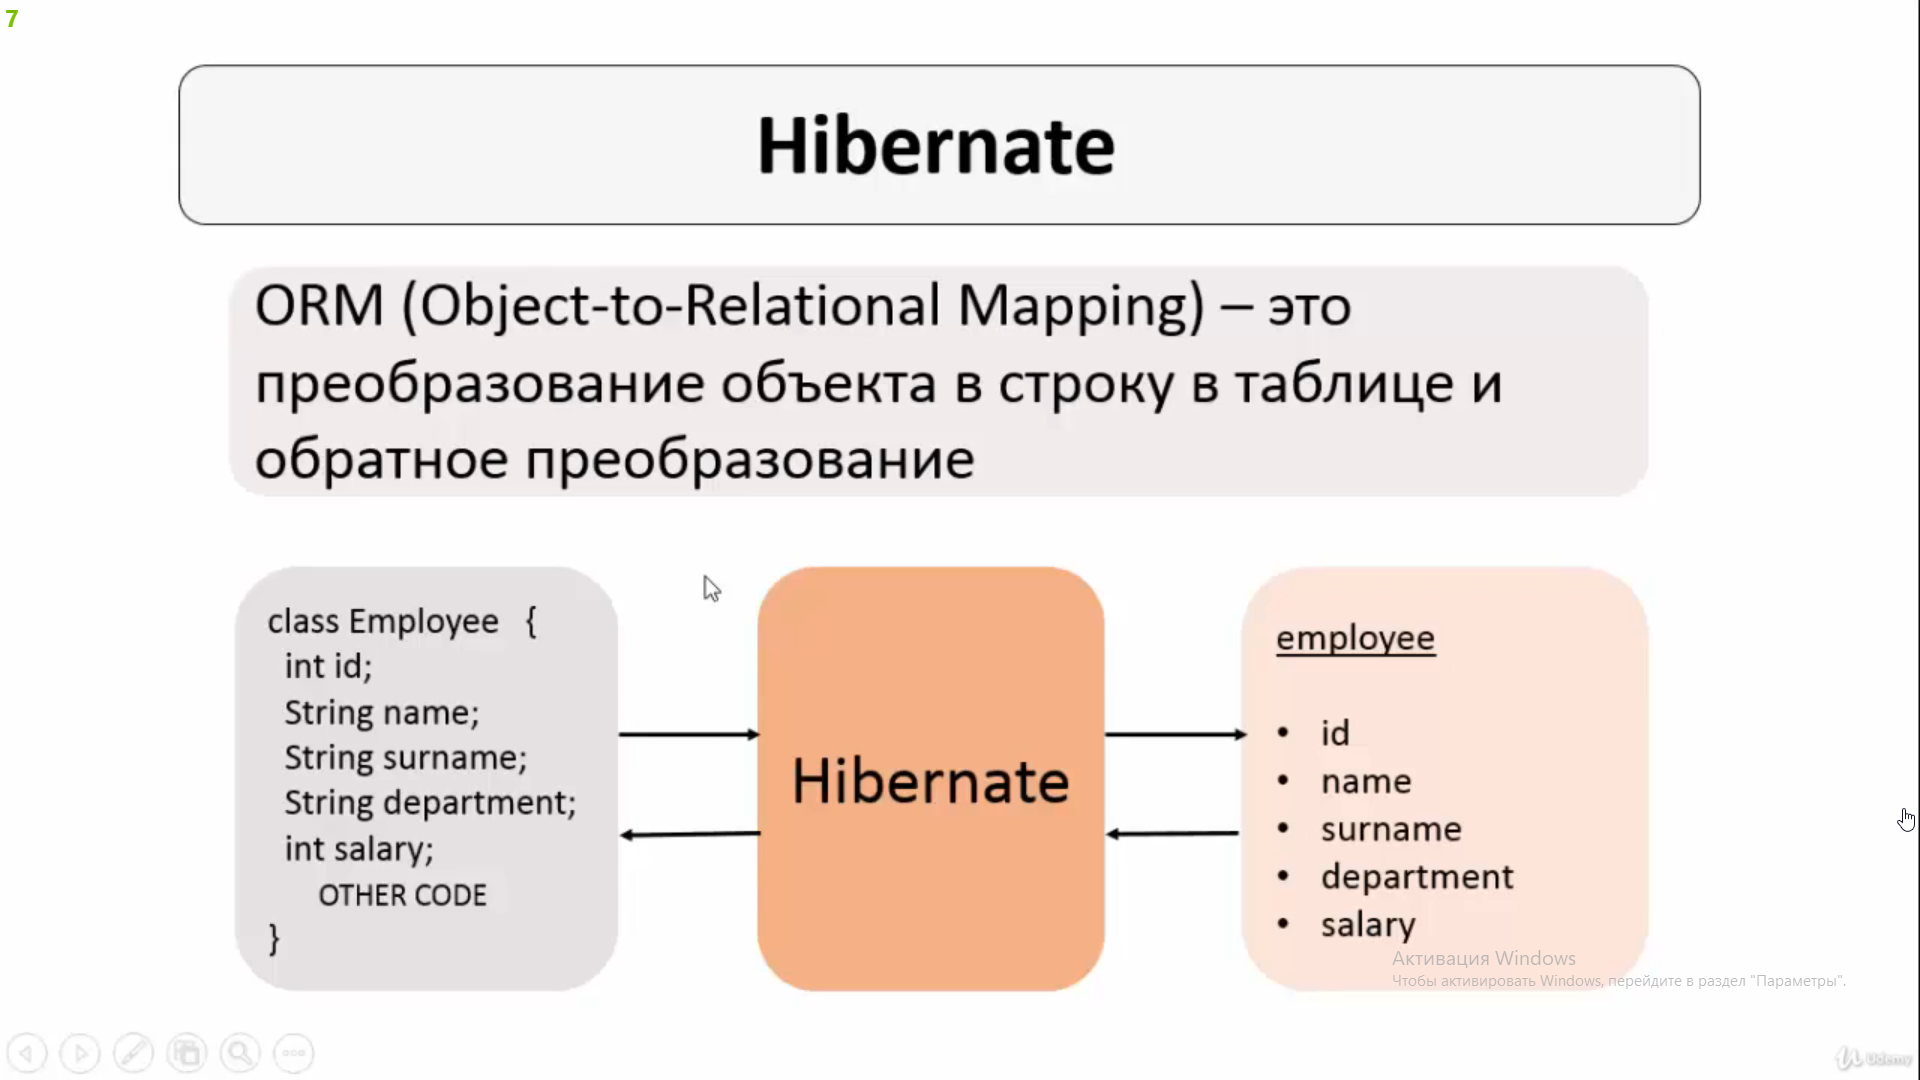 7
Hibernate
ORM (Object-to-Relational Mapping) – это
преобразование объекта в строку в таблице и
обратное преобразование
class Employee {
int id;
String name;
String surname;
String department;
int salary;
OTHER CODE
}
Hibernate
employee
• id
• name
• surname
• department
• salary
Активация Windows
Чтобы активировать Windows, перейдите в раздел "Параметры".
Udemy